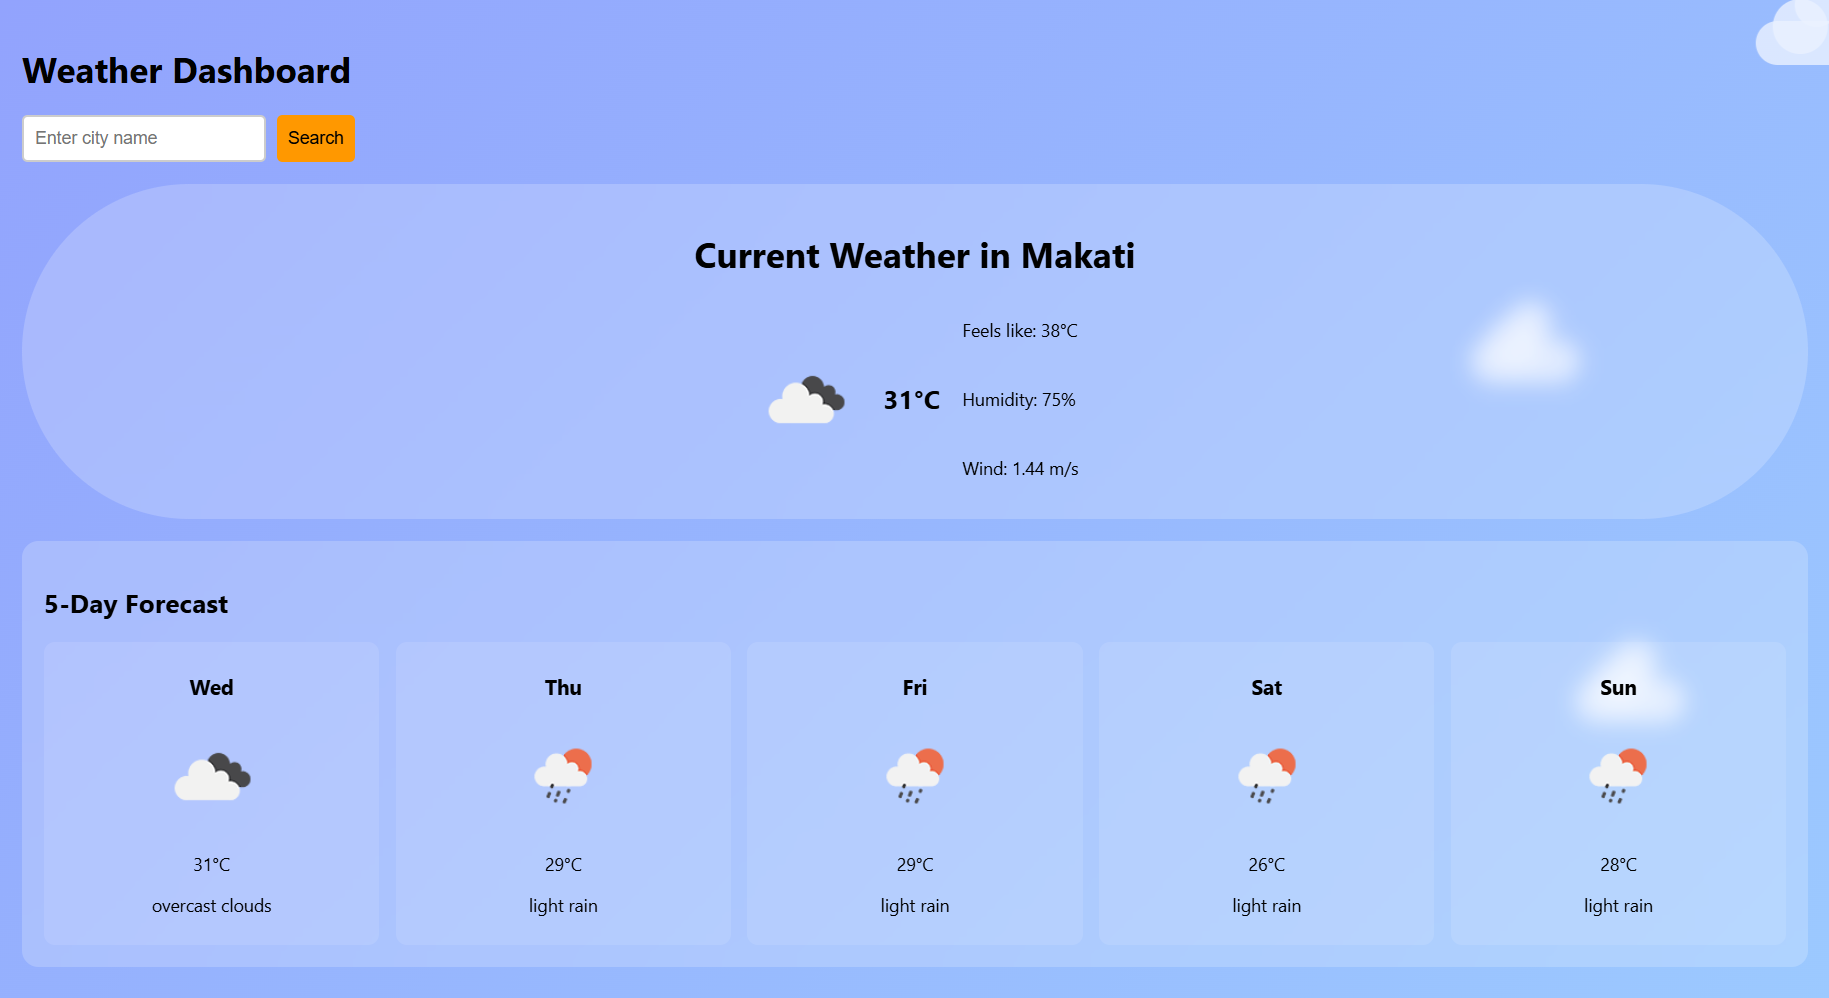 Weather Dashboard
Enter city name
Search
Current Weather in Makati
Feels like: 38°C
31°C
Humidity: 75%
Wind: 1.44 m/s
5-Day Forecast
Wed
Thu
Fri
Sat
Sun
31°C
29°C
29°C
26°C
28°C
overcast clouds
light rain
light rain
light rain
light rain